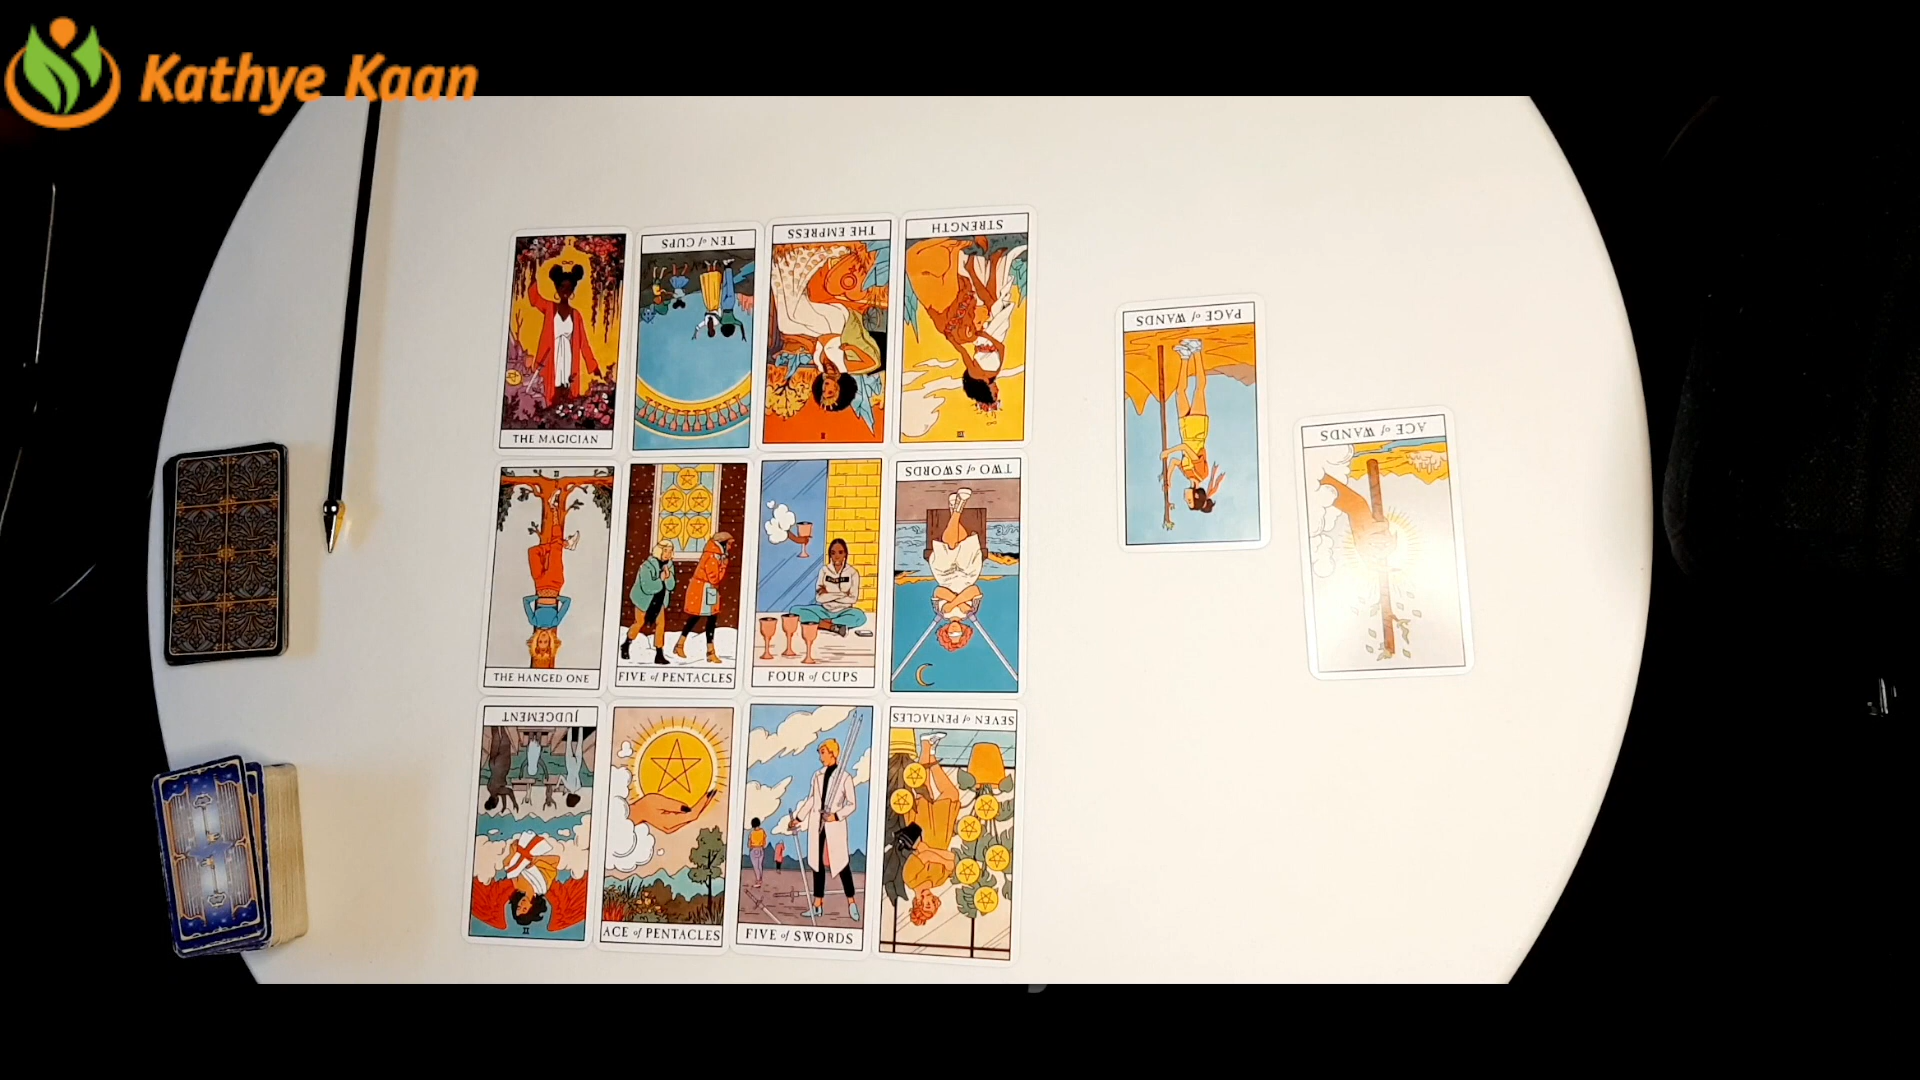 Kathye Kaan
THE MAGICIAN
TEN of CUPS
THE EMPRESS
STRENGTH
THE HANGED ONE
FIVE of PENTACLES
FOUR of CUPS
TWO of SWORDS
JUDGEMENT
ACE of PENTACLES
FIVE of SWORDS
SEVEN of PENTACLES
PAGE of WANDS
ACE of WANDS